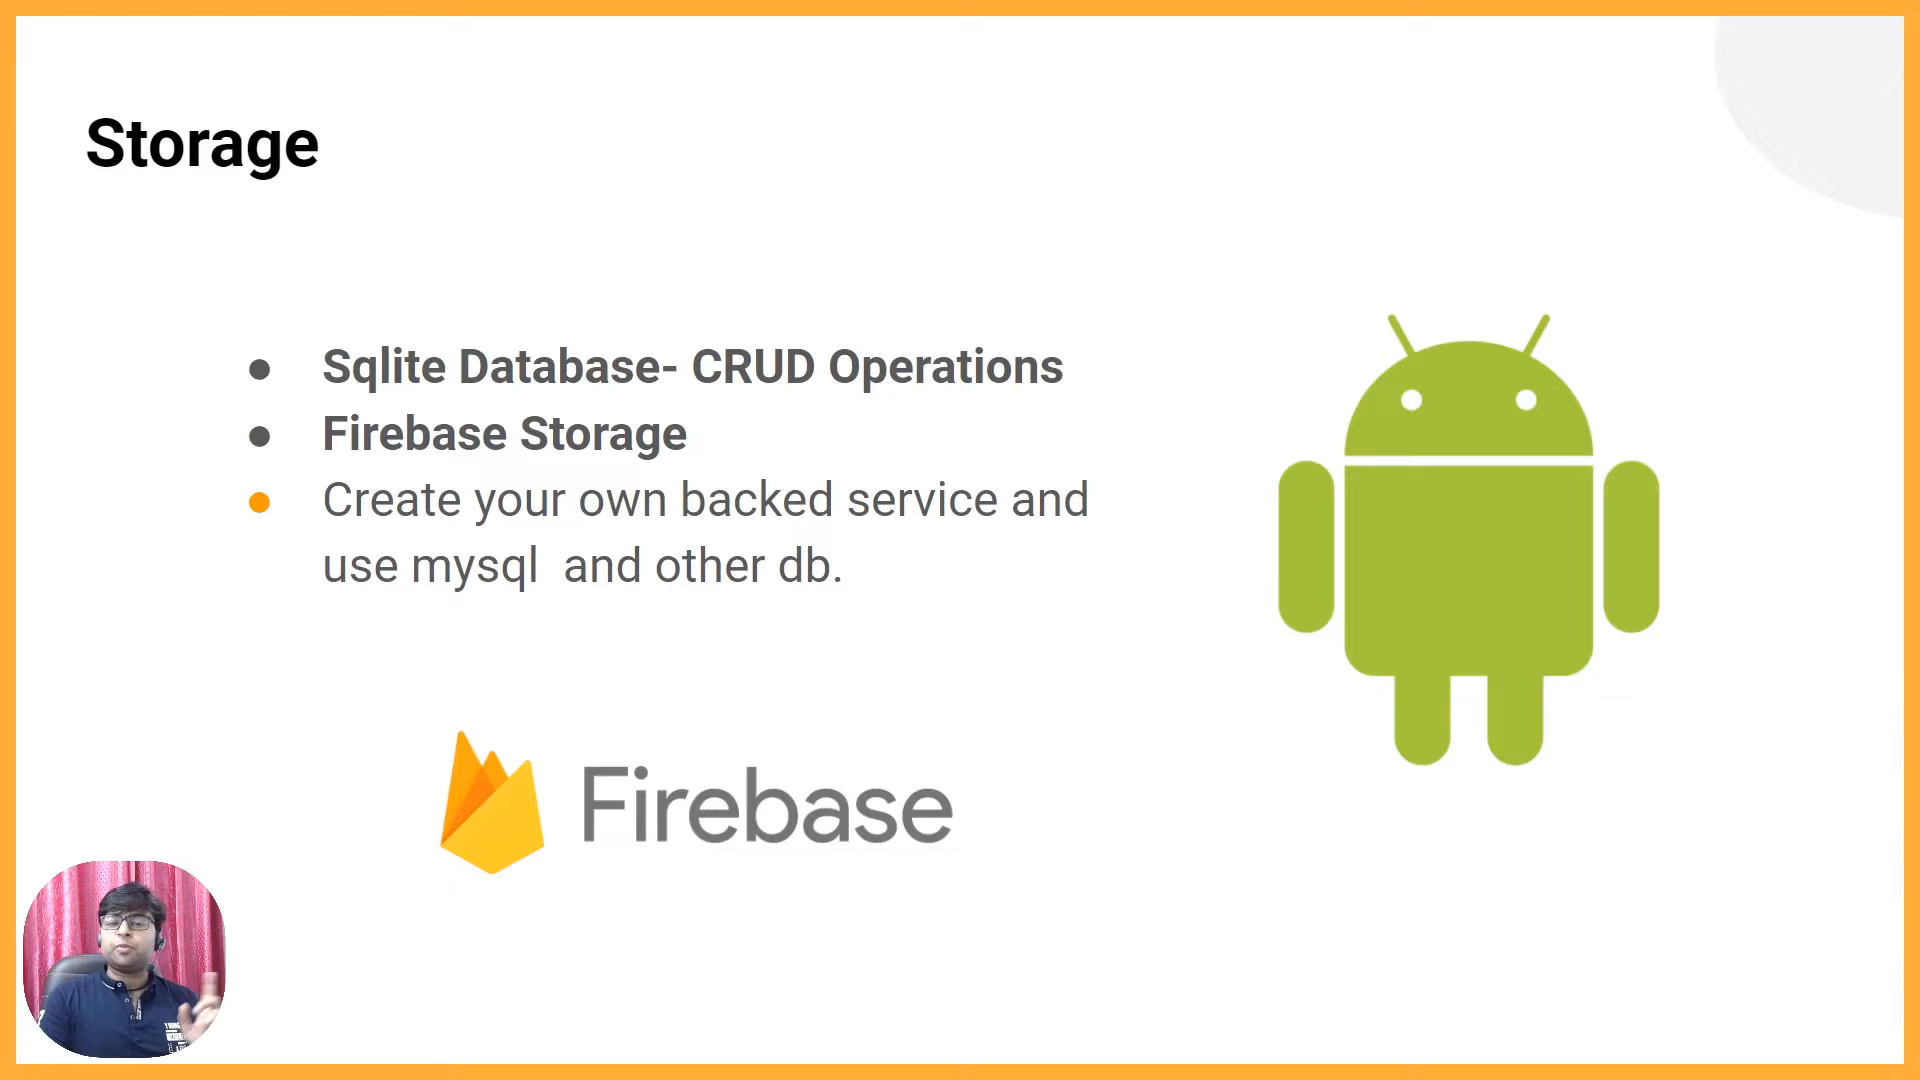 Storage
● Sqlite Database- CRUD Operations
● Firebase Storage
● Create your own backed service and
use mysql  and other db.
Firebase